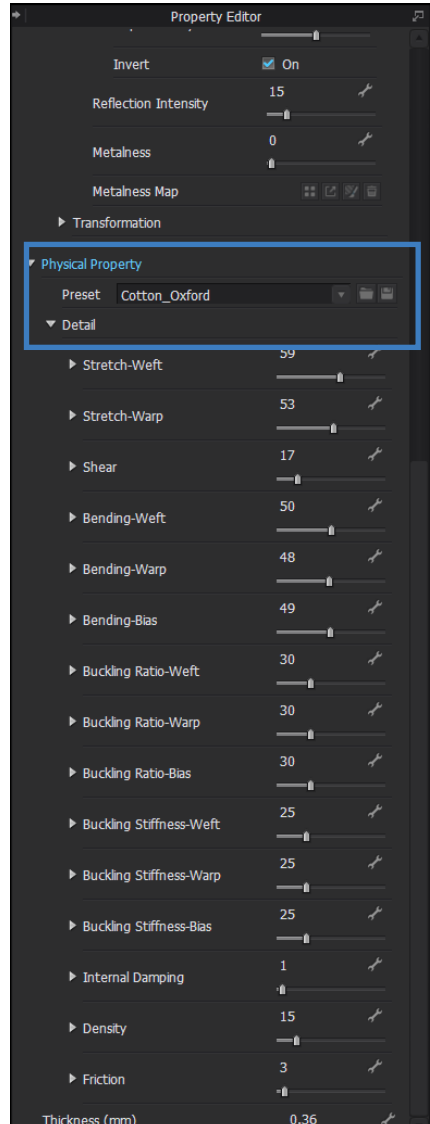 Property Editor
Invert On
Reflection Intensity 15
Metalness 0
Metalness Map
Transformation
Physical Property
Preset Cotton_Oxford
Detail
Stretch-Weft 59
Stretch-Warp 53
Shear 17
Bending-Weft 50
Bending-Warp 48
Bending-Bias 49
Buckling Ratio-Weft 30
Buckling Ratio-Warp 30
Buckling Ratio-Bias 30
Buckling Stiffness-Weft 25
Buckling Stiffness-Warp 25
Buckling Stiffness-Bias 25
Internal Damping 1
Density 15
Friction 3
Thickness (mm) 0.36